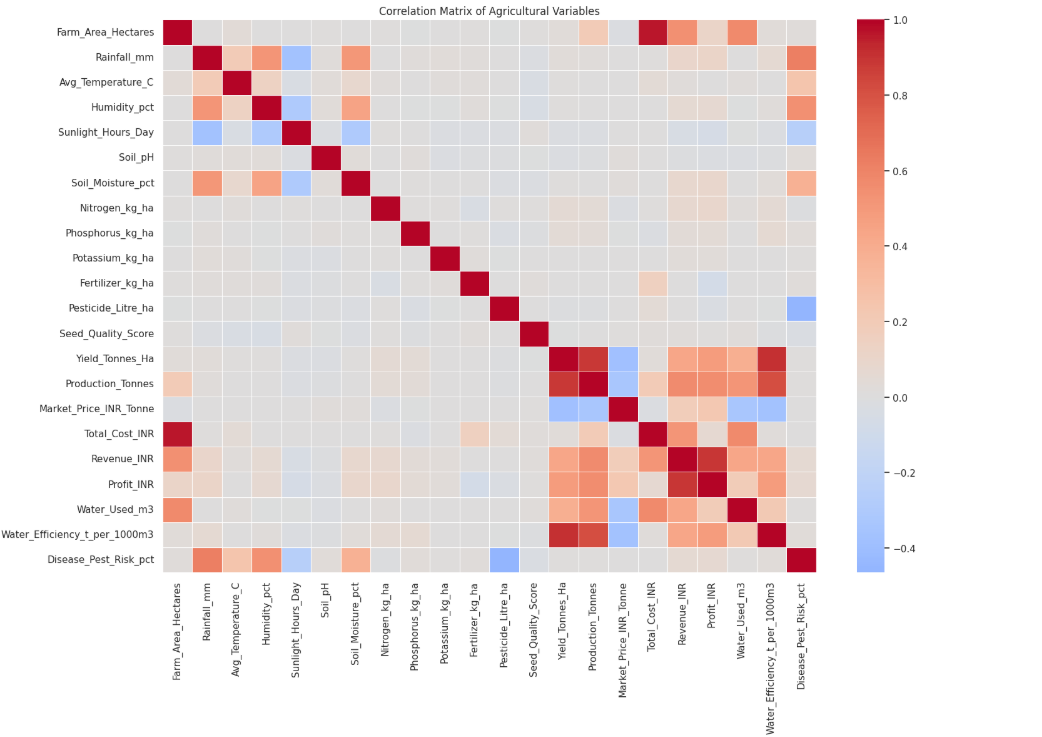 Correlation Matrix of Agricultural Variables
Farm_Area_Hectares
Rainfall_mm
Avg_Temperature_C
Humidity_pct
Sunlight_Hours_Day
Soil_pH
Soil_Moisture_pct
Nitrogen_kg_ha
Phosphorus_kg_ha
Potassium_kg_ha
Fertilizer_kg_ha
Pesticide_Litre_ha
Seed_Quality_Score
Yield_Tonnes_Ha
Production_Tonnes
Market_Price_INR_Tonne
Total_Cost_INR
Revenue_INR
Profit_INR
Water_Used_m3
Water_Efficiency_t_per_1000m3
Disease_Pest_Risk_pct
Farm_Area_Hectares
Rainfall_mm
Avg_Temperature_C
Humidity_pct
Sunlight_Hours_Day
Soil_pH
Soil_Moisture_pct
Nitrogen_kg_ha
Phosphorus_kg_ha
Potassium_kg_ha
Fertilizer_kg_ha
Pesticide_Litre_ha
Seed_Quality_Score
Yield_Tonnes_Ha
Production_Tonnes
Market_Price_INR_Tonne
Total_Cost_INR
Revenue_INR
Profit_INR
Water_Used_m3
Water_Efficiency_t_per_1000m3
Disease_Pest_Risk_pct
1.0
0.8
0.6
0.4
0.2
0.0
−0.2
−0.4